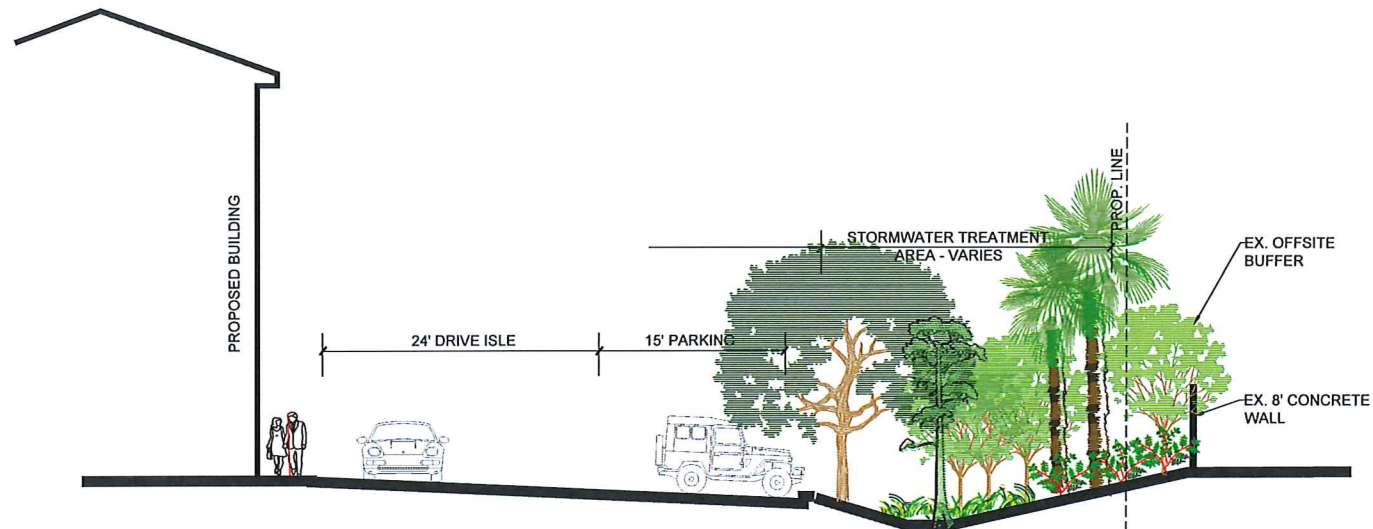 PROPOSED BUILDING
24' DRIVE ISLE
15' PARKING
STORMWATER TREATMENT
AREA - VARIES
PROP. LINE
EX. OFFSITE
BUFFER
EX. 8' CONCRETE
WALL